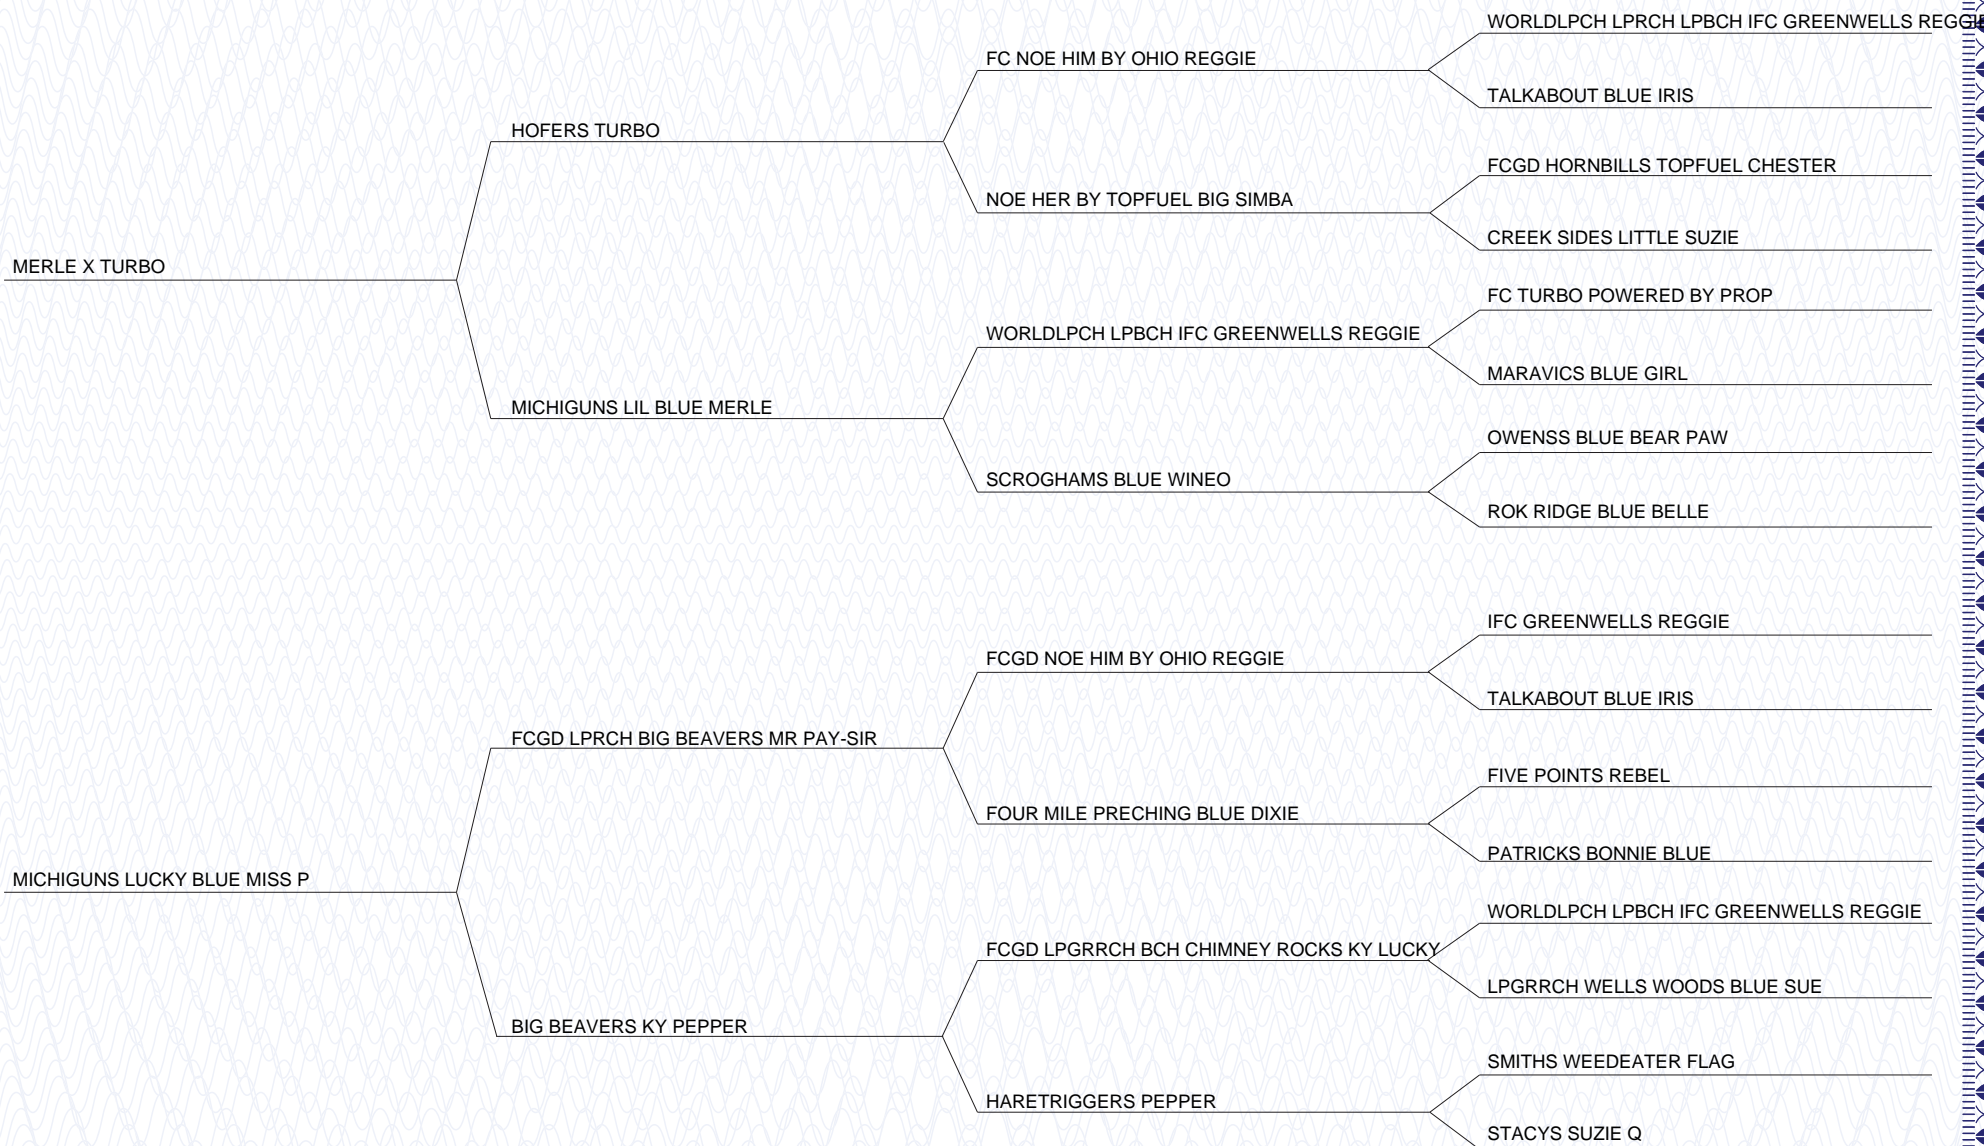 WORLDLPCH LPRCH LPBCH IFC GREENWELLS REGGIE
FC NOE HIM BY OHIO REGGIE
TALKABOUT BLUE IRIS
HOFERS TURBO
FCGD HORNBILLS TOPFUEL CHESTER
NOE HER BY TOPFUEL BIG SIMBA
CREEK SIDES LITTLE SUZIE
MERLE X TURBO
FC TURBO POWERED BY PROP
WORLDLPCH LPBCH IFC GREENWELLS REGGIE
MARAVICS BLUE GIRL
MICHIGUNS LIL BLUE MERLE
OWENSS BLUE BEAR PAW
SCROGHAMS BLUE WINEO
ROK RIDGE BLUE BELLE
IFC GREENWELLS REGGIE
FCGD NOE HIM BY OHIO REGGIE
TALKABOUT BLUE IRIS
FCGD LPRCH BIG BEAVERS MR PAY-SIR
FIVE POINTS REBEL
FOUR MILE PRECHING BLUE DIXIE
PATRICKS BONNIE BLUE
MICHIGUNS LUCKY BLUE MISS P
WORLDLPCH LPBCH IFC GREENWELLS REGGIE
FCGD LPGRRCH BCH CHIMNEY ROCKS KY LUCKY
LPGRRCH WELLS WOODS BLUE SUE
BIG BEAVERS KY PEPPER
SMITHS WEEDEATER FLAG
HARETRIGGERS PEPPER
STACYS SUZIE Q